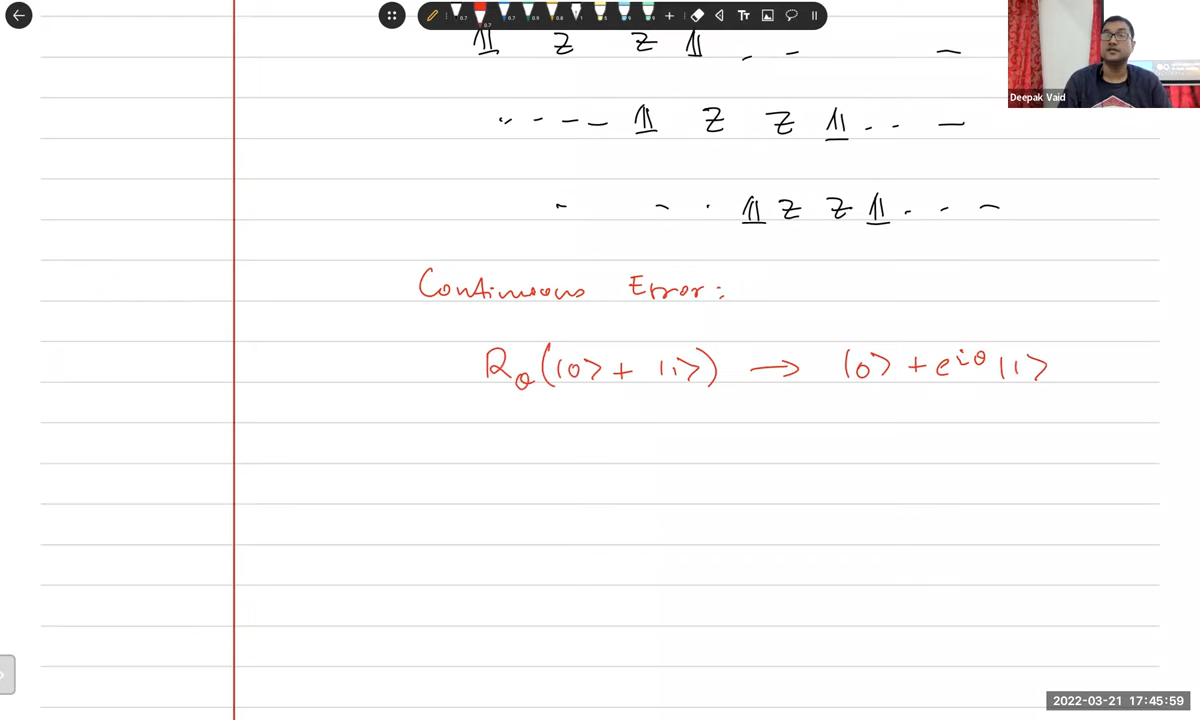 𝟙 Z Z 𝟙 . - -
.. - - - 𝟙 Z Z 𝟙 - - -
- - . 𝟙 Z Z 𝟙 . - -
Continuous Error:
R_θ(|0> + |1>) → |0> + e^{iθ} |1>
Deepak Vaid
2022-03-21 17:45:59